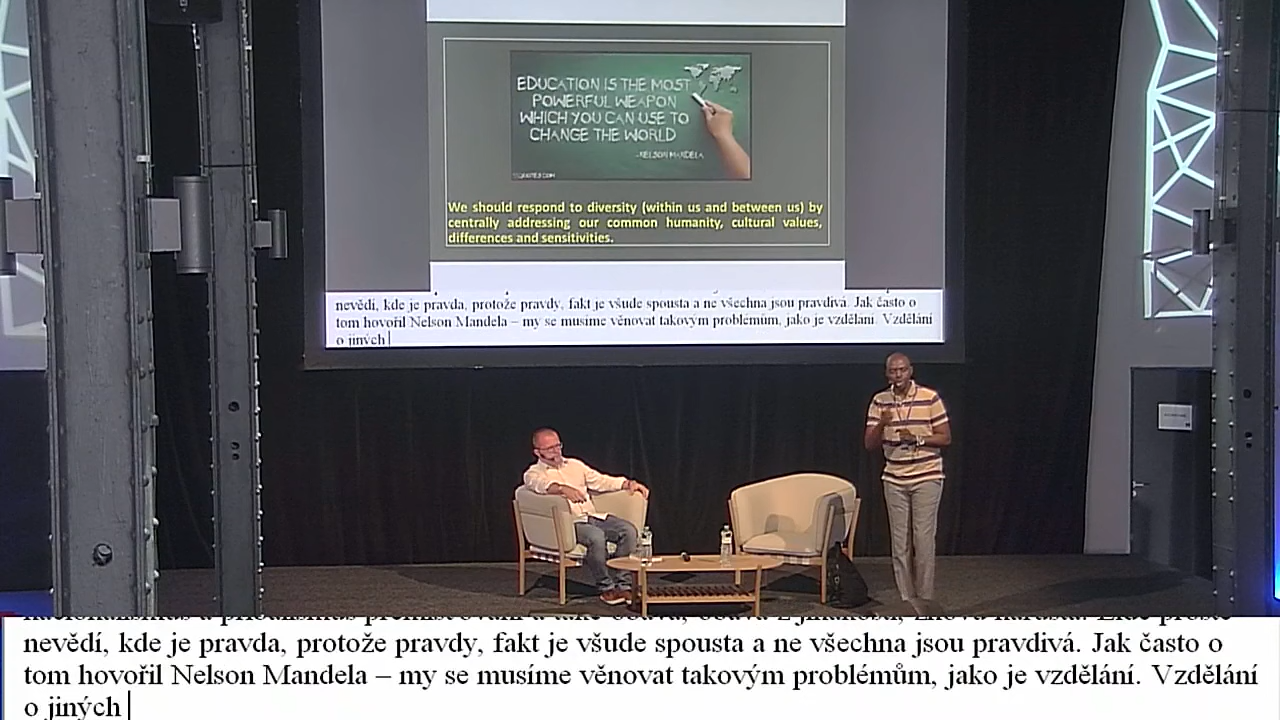 EDUCATION IS THE MOST
POWERFUL WEAPON
WHICH YOU CAN USE TO
CHANGE THE WORLD
-NELSON MANDELA
We should respond to diversity (within us and between us) by
centrally addressing our common humanity, cultural values,
differences and sensitivities.
nevědí, kde je pravda, protože pravdy, fakt je všude spousta a ne všechna jsou pravdivá. Jak často o
tom hovořil Nelson Mandela – my se musíme věnovat takovým problémům, jako je vzdělání. Vzdělání
o jiných
nevědí, kde je pravda, protože pravdy, fakt je všude spousta a ne všechna jsou pravdivá. Jak často o
tom hovořil Nelson Mandela – my se musíme věnovat takovým problémům, jako je vzdělání. Vzdělání
o jiných